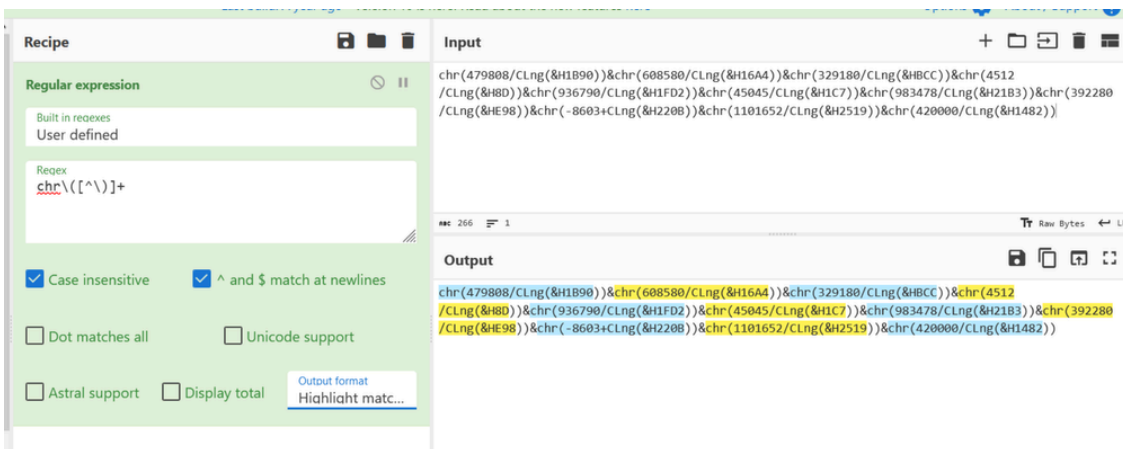 Recipe
Regular expression
Built in regexes
User defined
Regex
chr\([^\)]+
Case insensitive
^ and $ match at newlines
Dot matches all
Unicode support
Astral support
Display total
Output format
Highlight matc...
Input
chr(479808/CLng(&H1B90))&chr(608580/CLng(&H16A4))&chr(329180/CLng(&HBCC))&chr(4512
/CLng(&H8D))&chr(936790/CLng(&H1FD2))&chr(45045/CLng(&H1C7))&chr(983478/CLng(&H21B3))&chr(392280
/CLng(&HE98))&chr(-8603+CLng(&H220B))&chr(1101652/CLng(&H2519))&chr(420000/CLng(&H1482))
ABC 266 1
Tт Raw Bytes
Output
chr(479808/CLng(&H1B90))&chr(608580/CLng(&H16A4))&chr(329180/CLng(&HBCC))&chr(4512
/CLng(&H8D))&chr(936790/CLng(&H1FD2))&chr(45045/CLng(&H1C7))&chr(983478/CLng(&H21B3))&chr(392280
/CLng(&HE98))&chr(-8603+CLng(&H220B))&chr(1101652/CLng(&H2519))&chr(420000/CLng(&H1482))